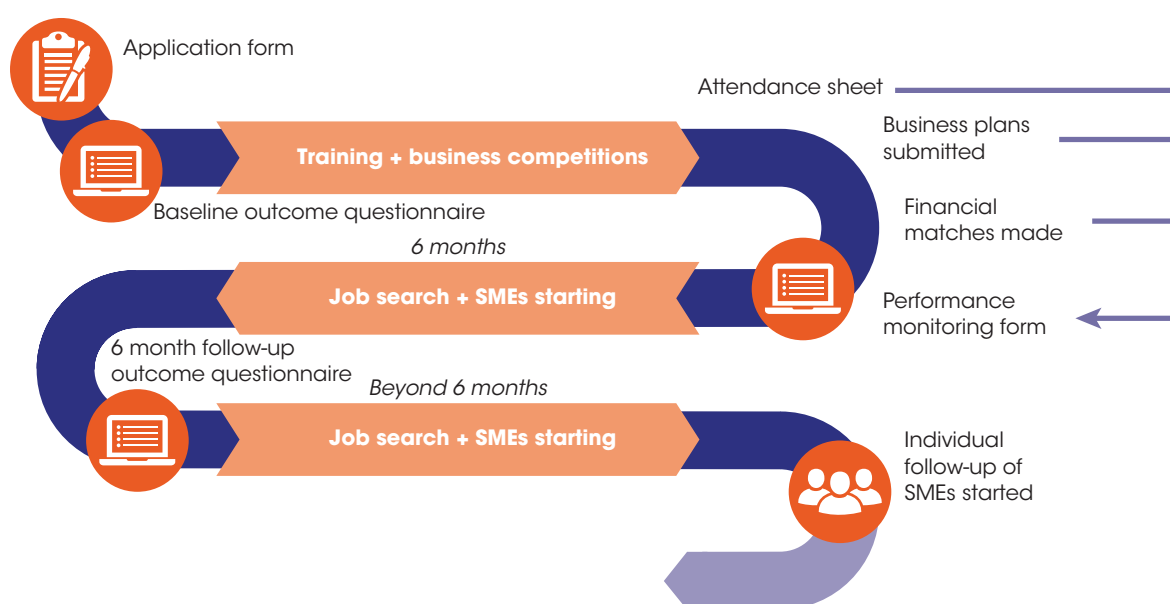 Application form
Attendance sheet
Business plans
submitted
Training + business competitions
Baseline outcome questionnaire
Financial
matches made
6 months
Job search + SMEs starting
Performance
monitoring form
6 month follow-up
outcome questionnaire
Beyond 6 months
Job search + SMEs starting
Individual
follow-up of
SMEs started